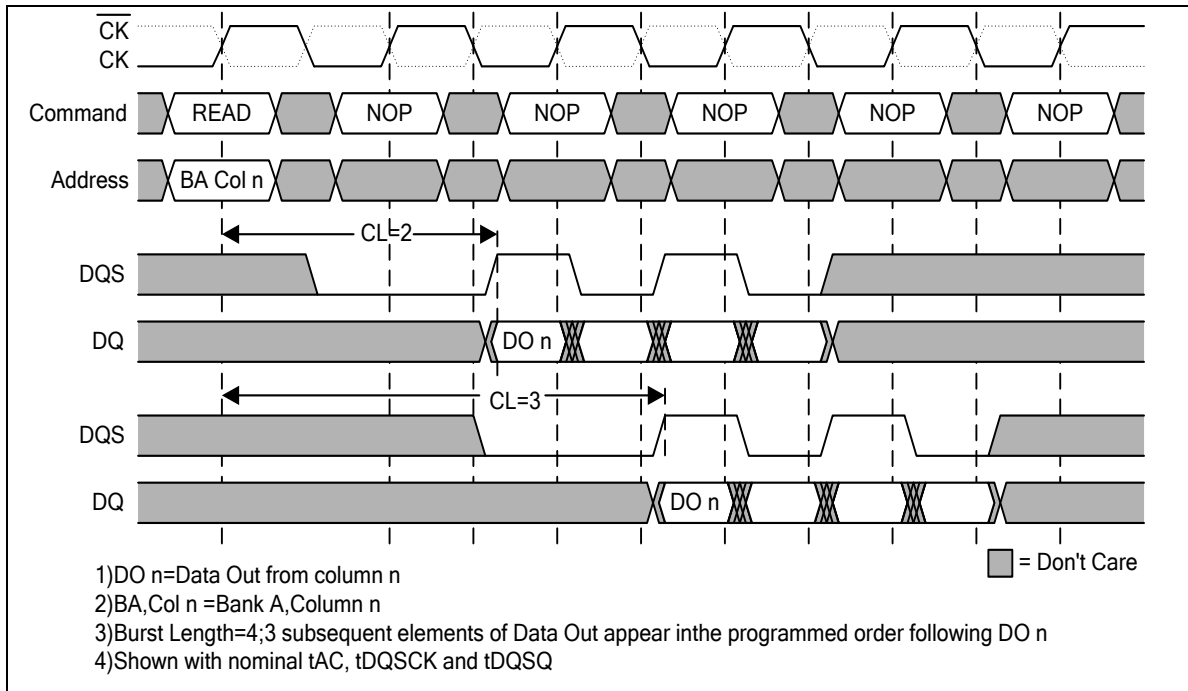 CK
CK
Command READ NOP NOP NOP NOP NOP
Address BA Col n
CL=2
DQS
DQ DO n
CL=3
DQS
DQ DO n
= Don't Care
1)DO n=Data Out from column n
2)BA,Col n =Bank A,Column n
3)Burst Length=4;3 subsequent elements of Data Out appear inthe programmed order following DO n
4)Shown with nominal tAC, tDQSCK and tDQSQ